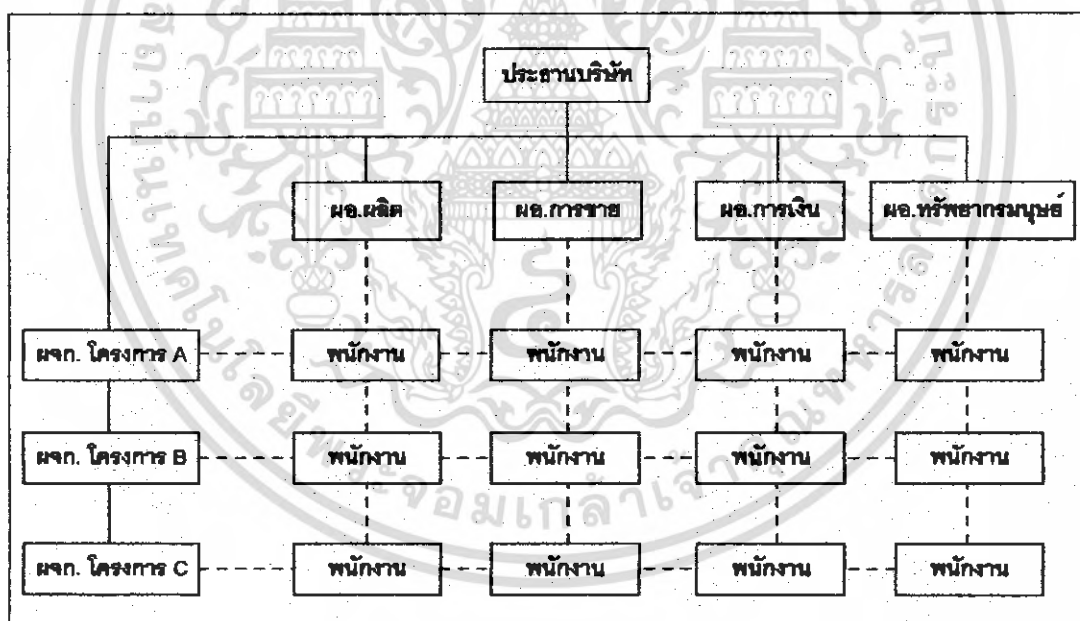 ประธานบริษัท
ผอ.ผลิต ผอ.การขาย ผอ.การเงิน ผอ.ทรัพยากรมนุษย์
ผจก. โครงการ A พนักงาน พนักงาน พนักงาน พนักงาน
ผจก. โครงการ B พนักงาน พนักงาน พนักงาน พนักงาน
ผจก. โครงการ C พนักงาน พนักงาน พนักงาน พนักงาน